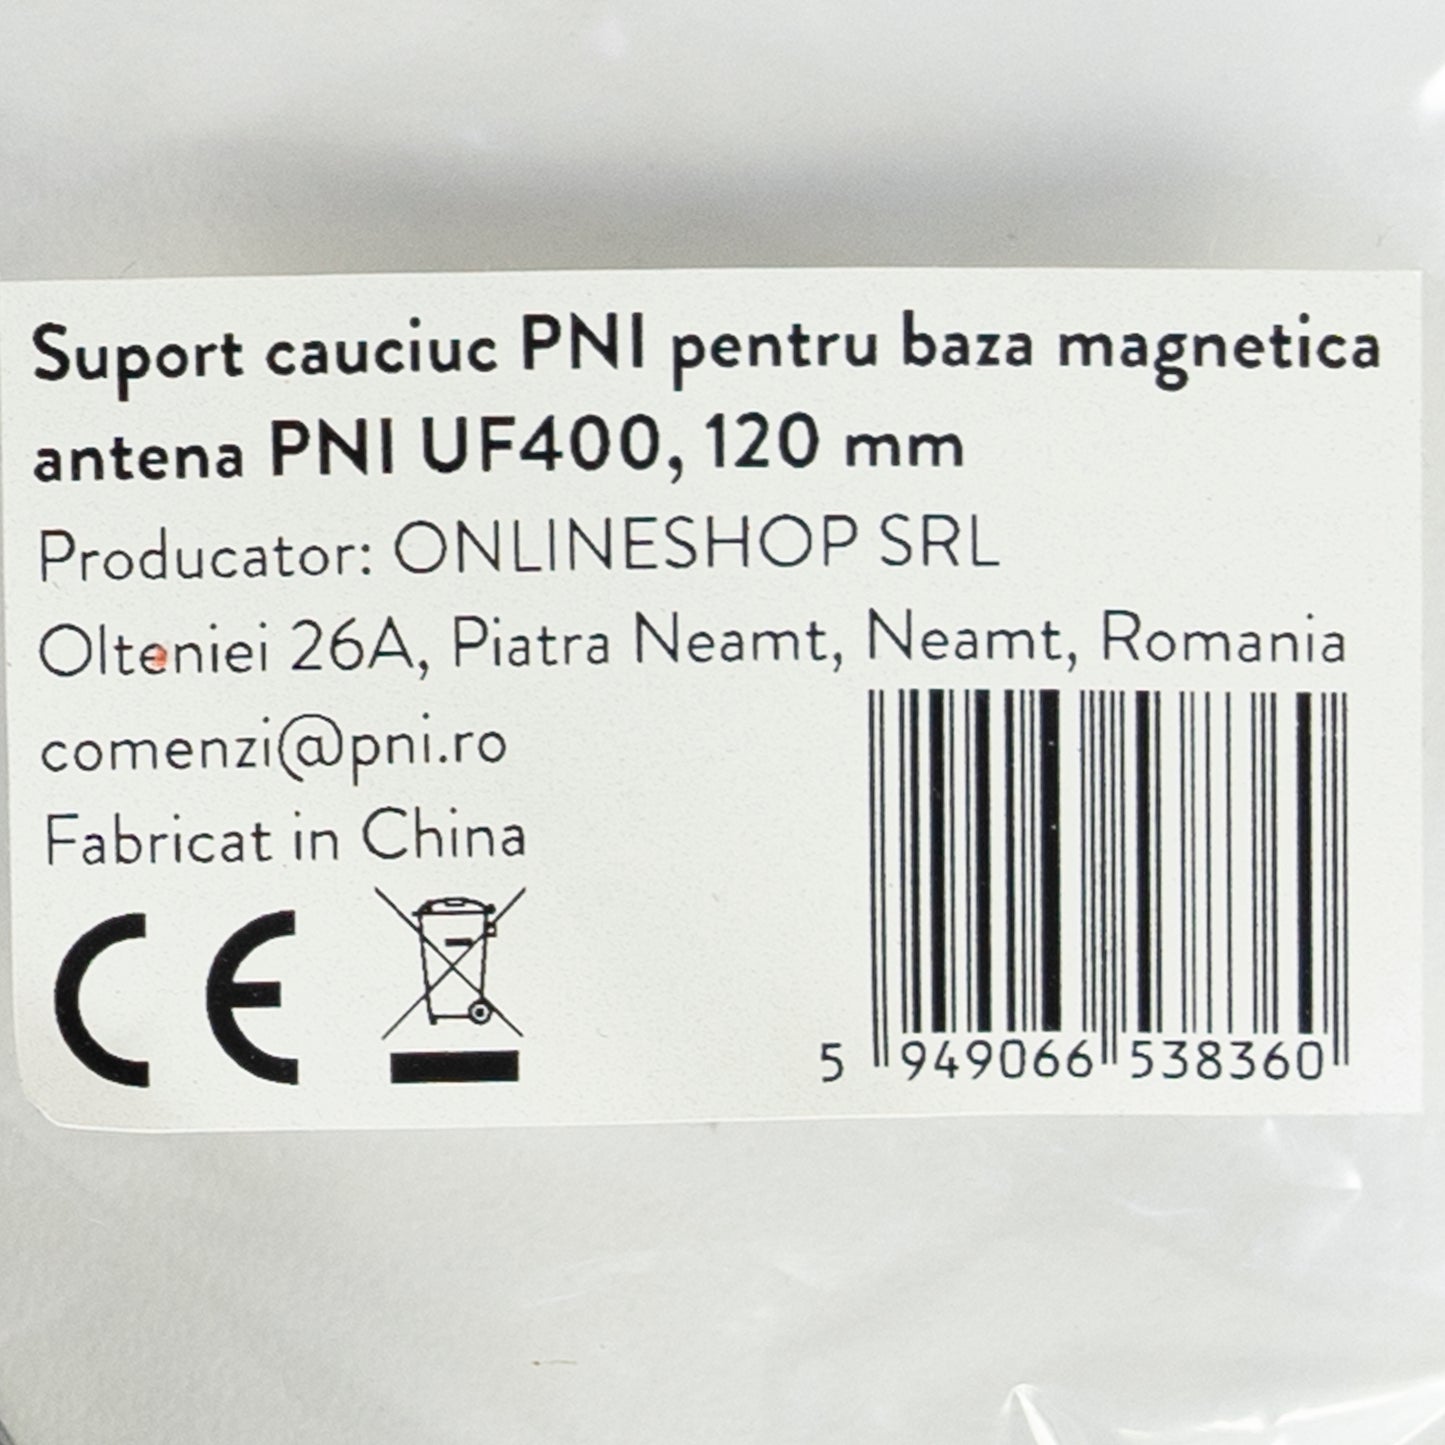 Suport cauciuc PNI pentru baza magnetica
antena PNI UF400, 120 mm
Producator: ONLINESHOP SRL
Olteniei 26A, Piatra Neamt, Neamt, Romania
comenzi@pni.ro
Fabricat in China
CE
5 949066 538360